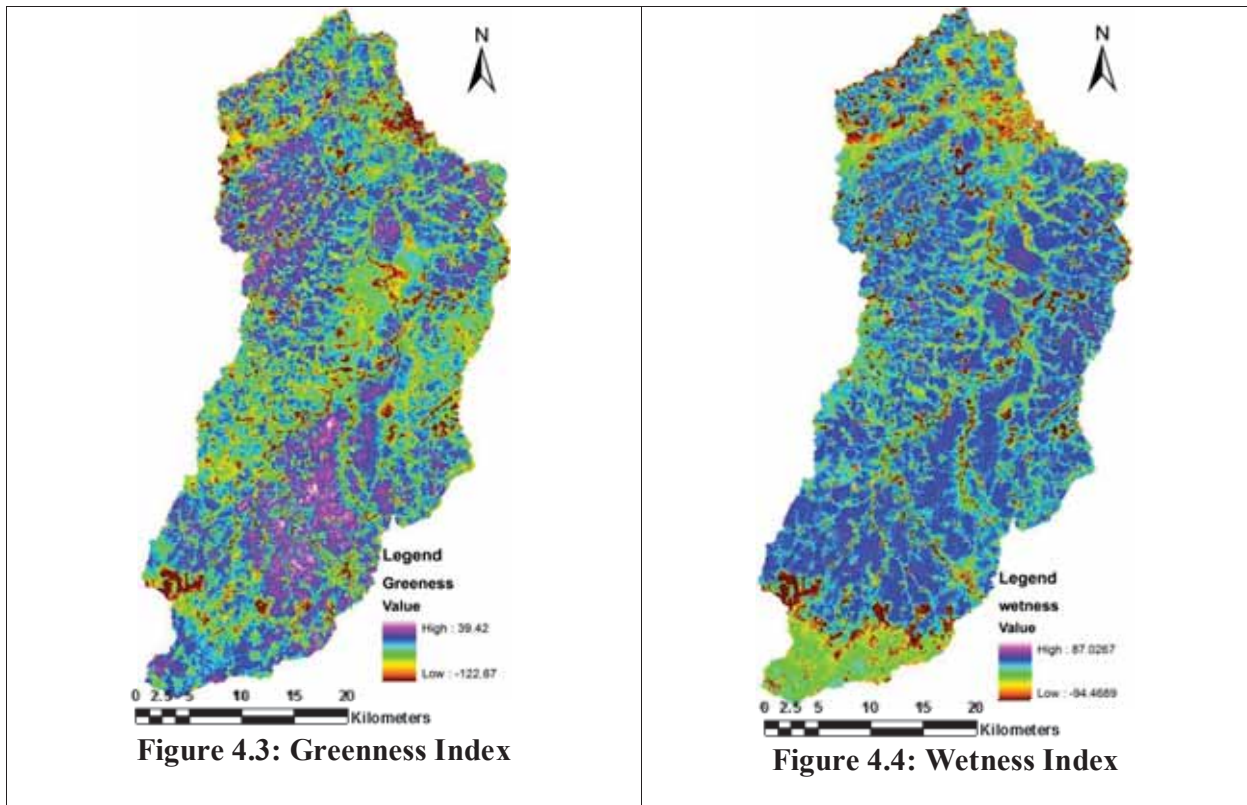 N
Legend
Greeness
Value
High : 39.42
Low : -122.67
0 2.5 5 10 15 20
Kilometers
Figure 4.3: Greenness Index
N
Legend
wetness
Value
High : 87.0267
Low : -94.4689
0 2.5 5 10 15 20
Kilometers
Figure 4.4: Wetness Index